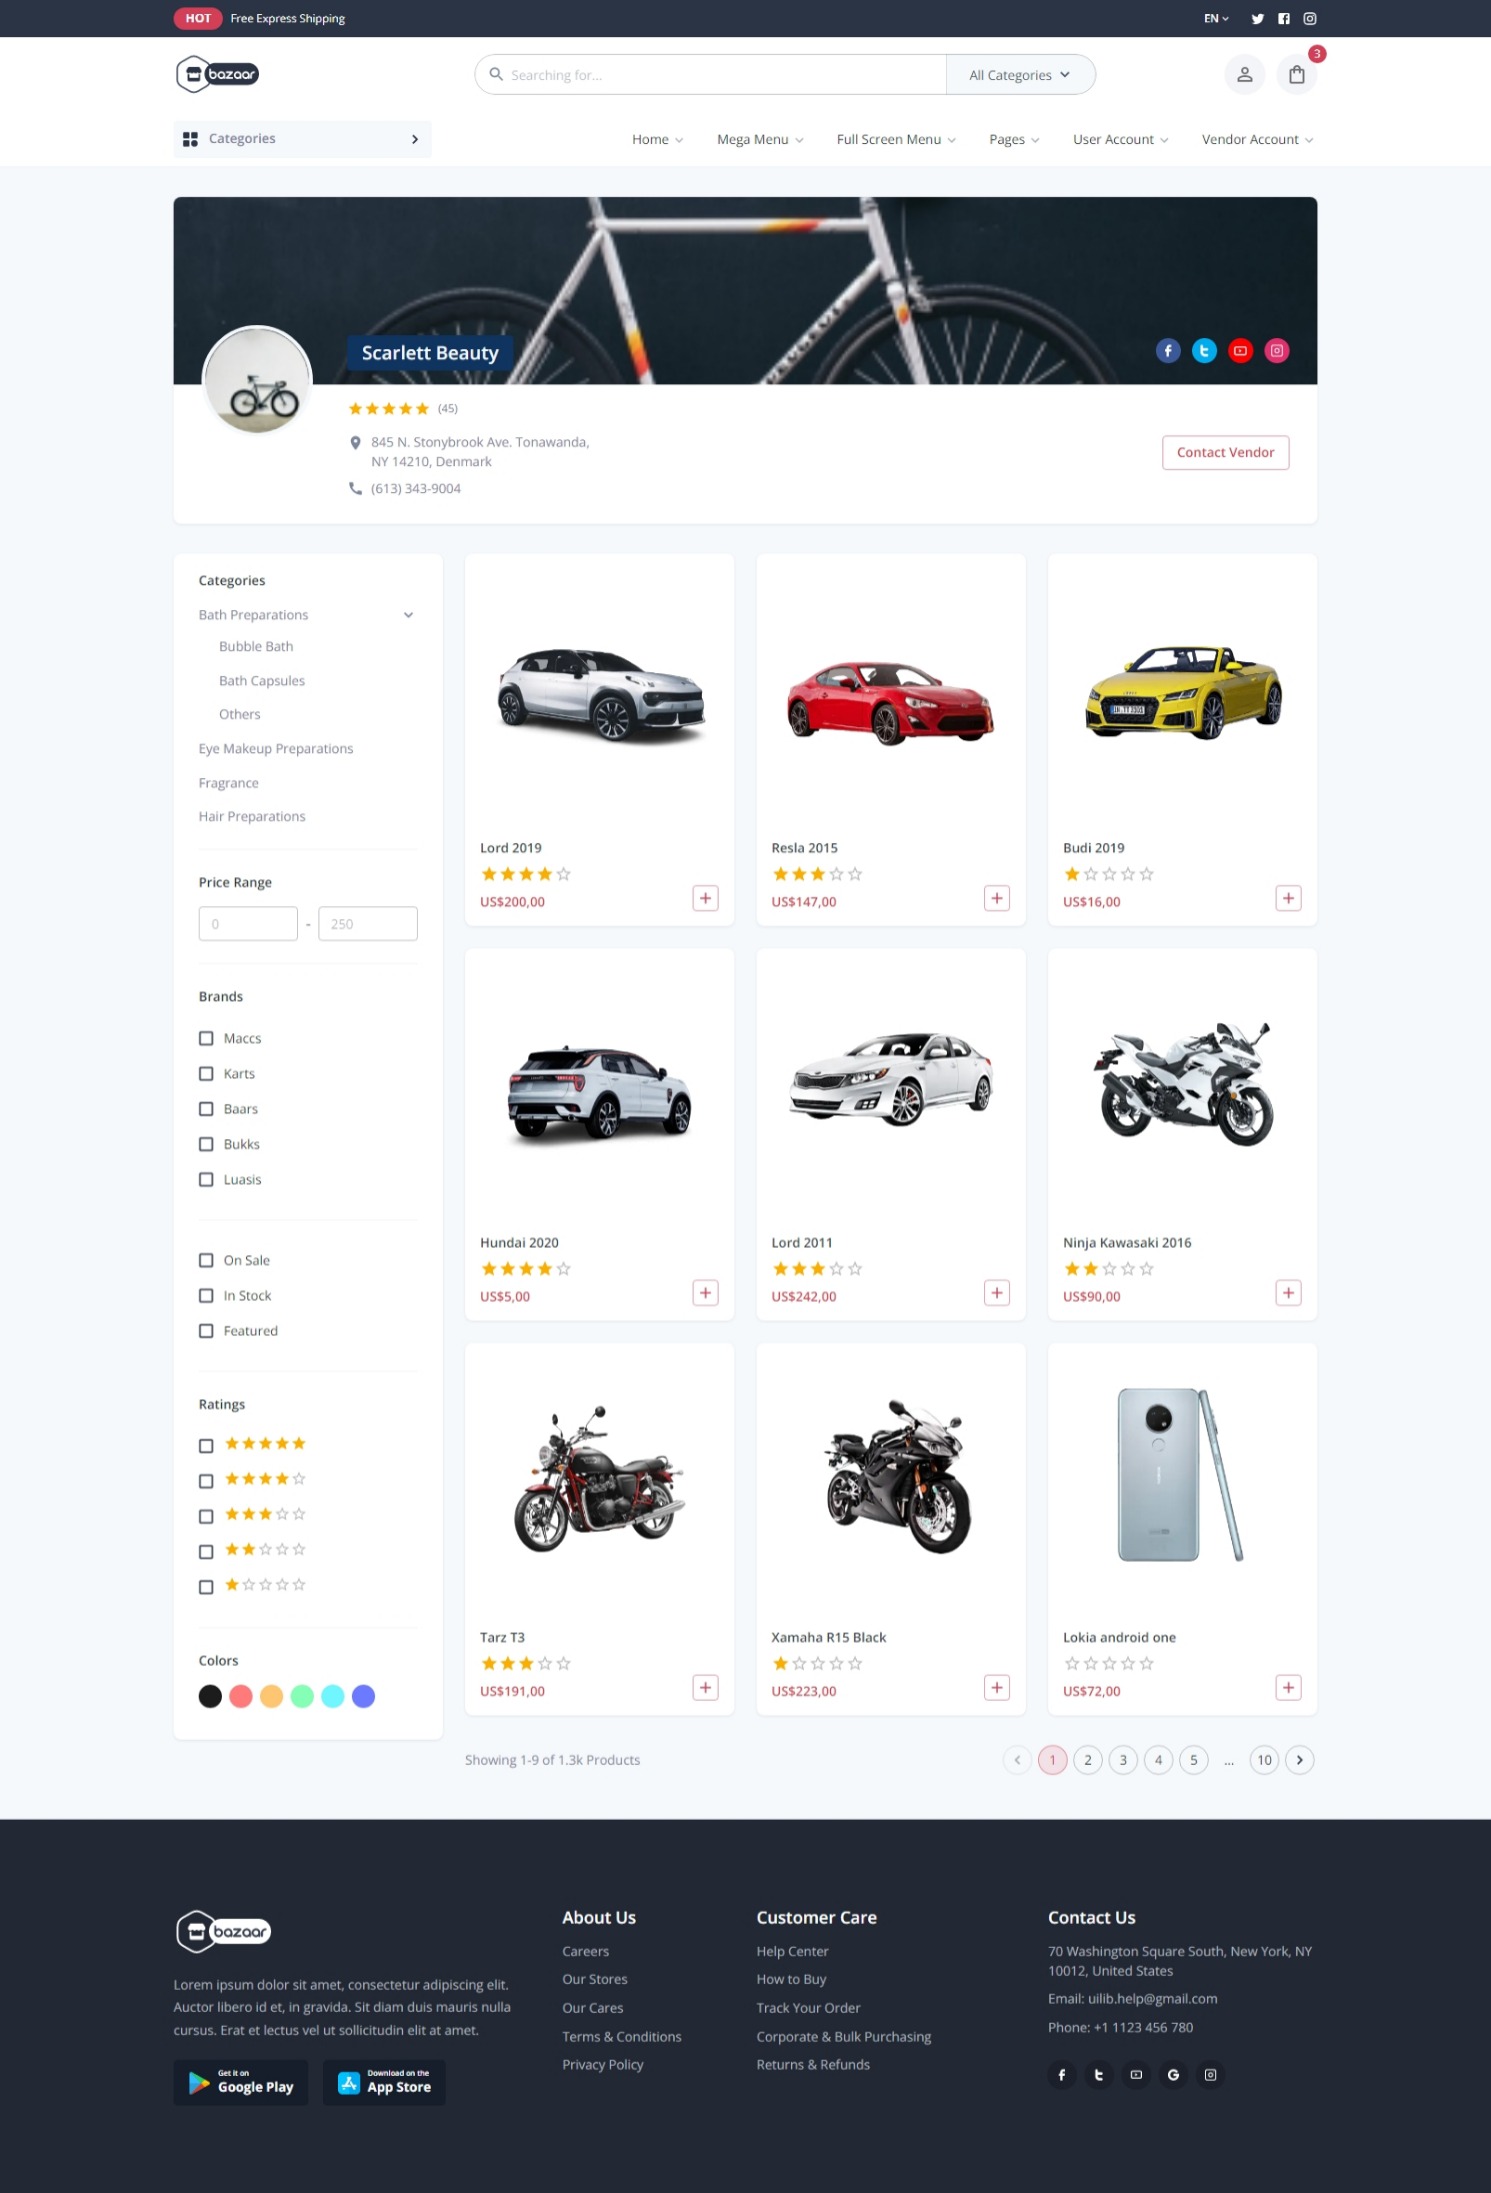 HOT Free Express Shipping
EN
bazaar
Searching for...
All Categories
3
Categories
Home
Mega Menu
Full Screen Menu
Pages
User Account
Vendor Account
Scarlett Beauty
(45)
845 N. Stonybrook Ave. Tonawanda,
NY 14210, Denmark
(613) 343-9004
Contact Vendor
Categories
Bath Preparations
Bubble Bath
Bath Capsules
Others
Eye Makeup Preparations
Fragrance
Hair Preparations
Price Range
0 - 250
Brands
Maccs
Karts
Baars
Bukks
Luasis
On Sale
In Stock
Featured
Ratings
Colors
Lord 2019
US$200,00
Resla 2015
US$147,00
Budi 2019
US$16,00
Hundai 2020
US$5,00
Lord 2011
US$242,00
Ninja Kawasaki 2016
US$90,00
Tarz T3
US$191,00
Xamaha R15 Black
US$223,00
NOKIA
Lokia android one
US$72,00
Showing 1-9 of 1.3k Products
1 2 3 4 5 ... 10
bazaar
Lorem ipsum dolor sit amet, consectetur adipiscing elit.
Auctor libero id et, in gravida. Sit diam duis mauris nulla
cursus. Erat et lectus vel ut sollicitudin elit at amet.
Get it on
Google Play
Download on the
App Store
About Us
Careers
Our Stores
Our Cares
Terms & Conditions
Privacy Policy
Customer Care
Help Center
How to Buy
Track Your Order
Corporate & Bulk Purchasing
Returns & Refunds
Contact Us
70 Washington Square South, New York, NY
10012, United States
Email: uilib.help@gmail.com
Phone: +1 1123 456 780